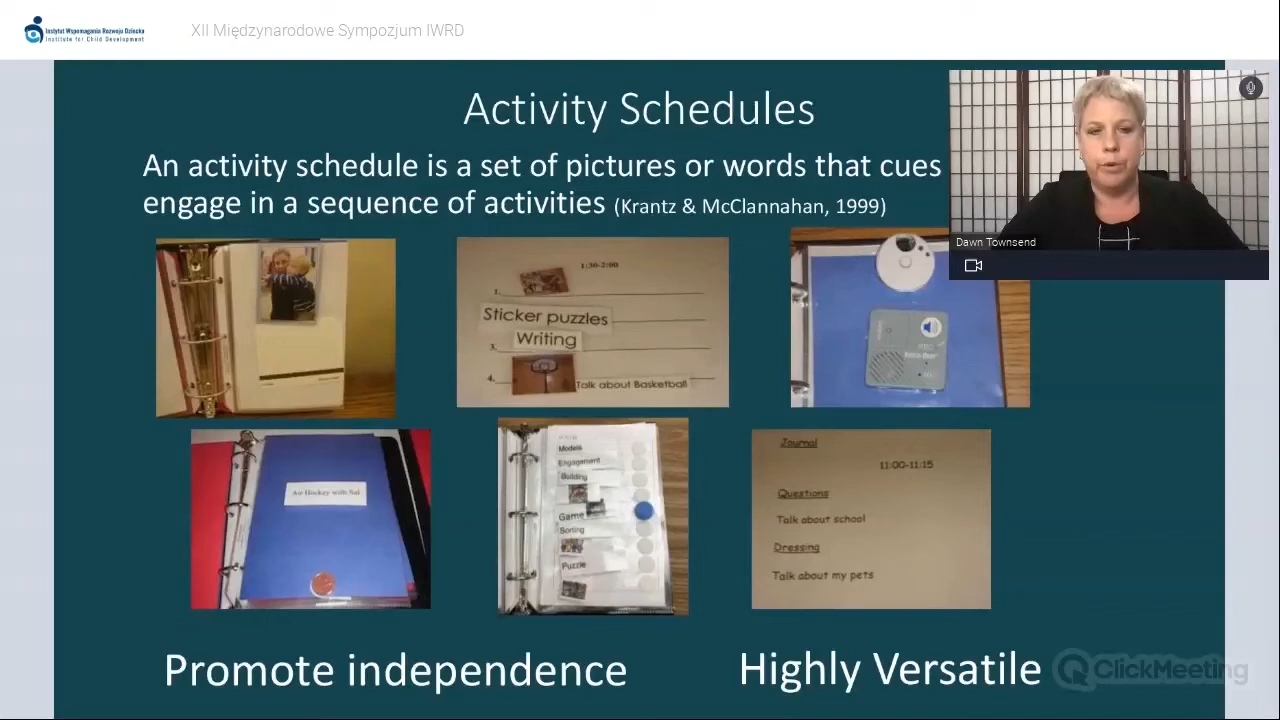 Instytut Wspomagania Rozwoju Dziecka
Institute for Child Development
XII Międzynarodowe Sympozjum IWRD
Activity Schedules
An activity schedule is a set of pictures or words that cues
engage in a sequence of activities (Krantz & McClannahan, 1999)
Dawn Townsend
1:30-2:00
1.
Sticker puzzles
3. Writing
4. Talk about Basketball
Air Hockey with Sal
Models
Engagement
Building
Game
Sorting
Puzzle
Journal
11:00-11:15
Questions
Talk about school
Dressing
Talk about my pets
Promote independence
Highly Versatile
ClickMeeting